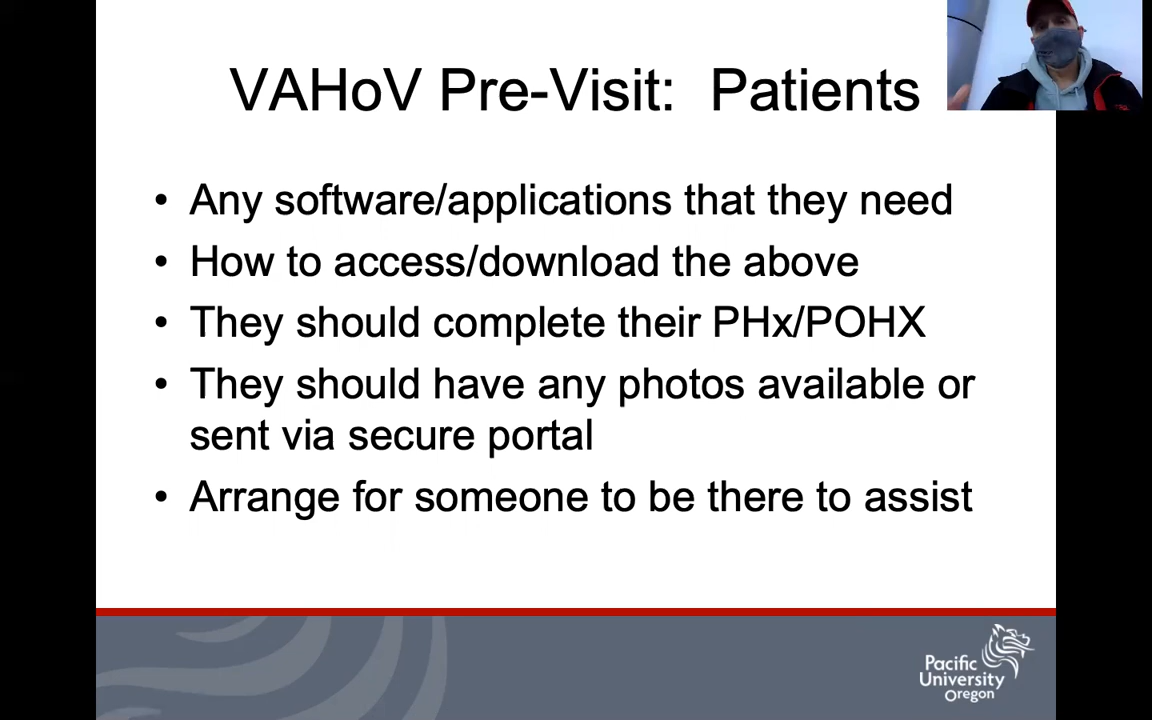 VAHoV Pre-Visit:  Patients
• Any software/applications that they need
• How to access/download the above
• They should complete their PHx/POHX
• They should have any photos available or
sent via secure portal
• Arrange for someone to be there to assist
Pacific
University
Oregon